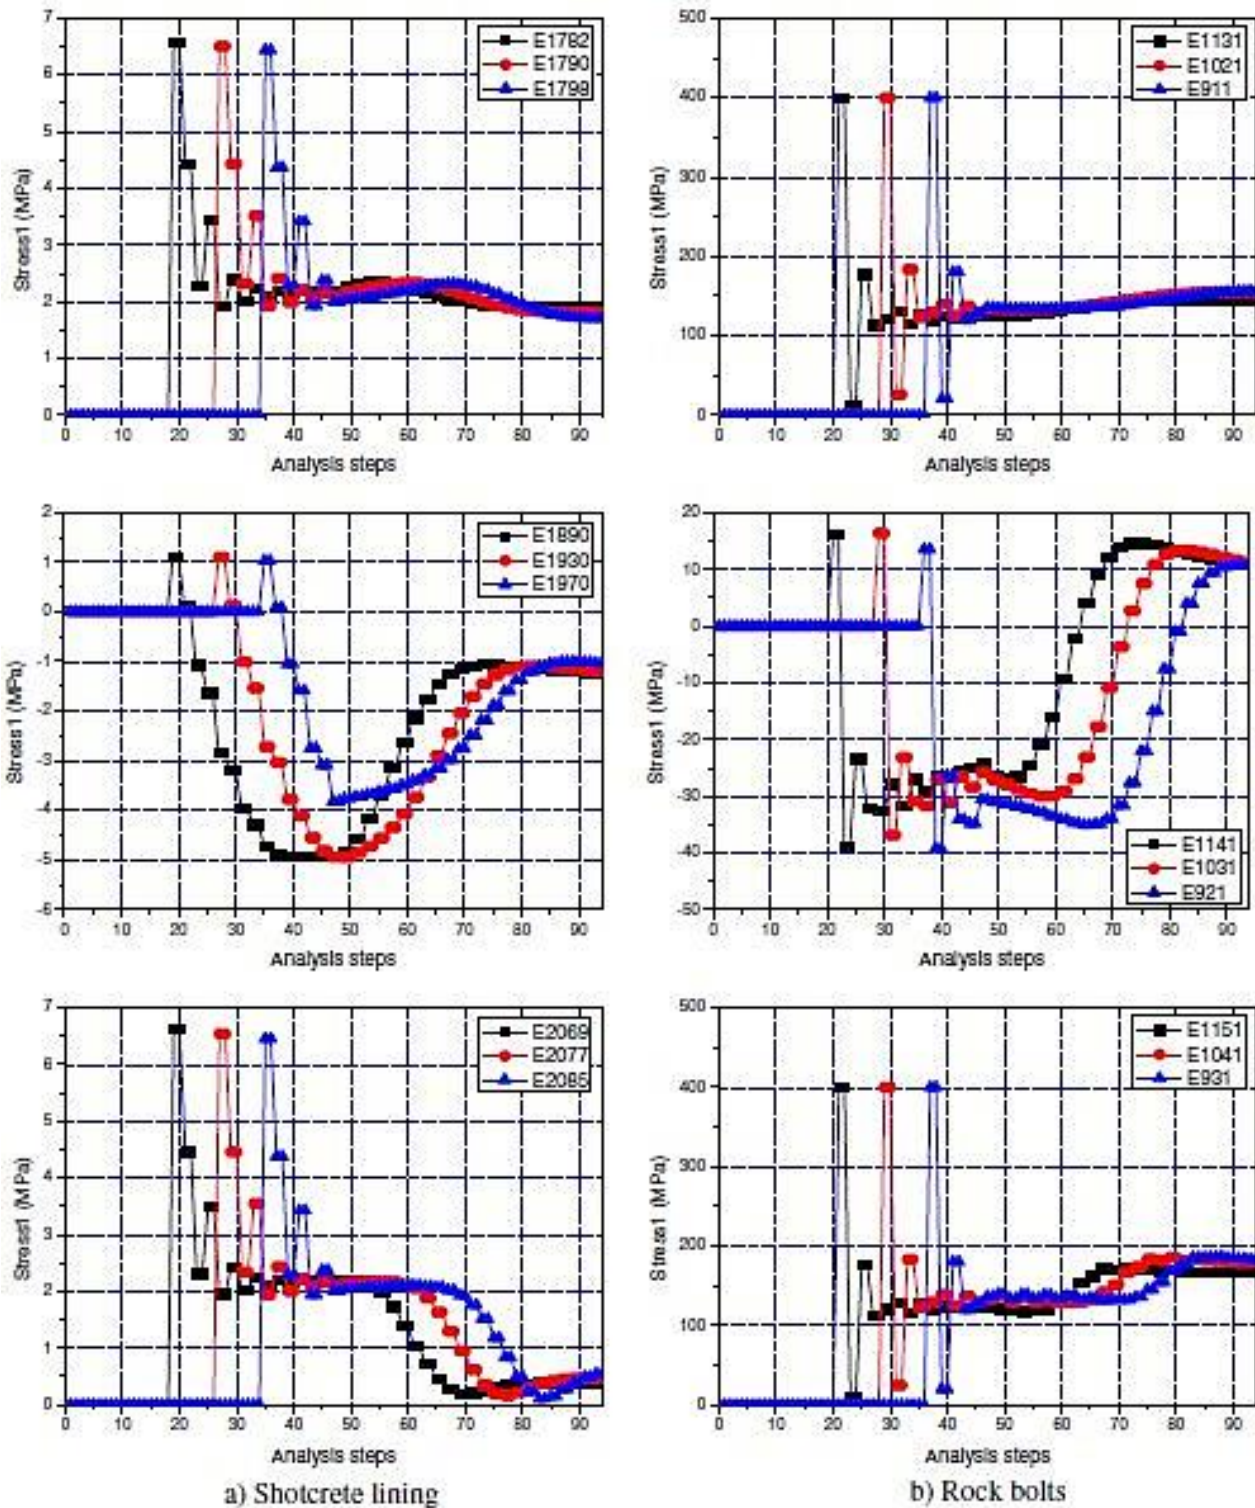 7
6
5
4
3
2
1
0
Stress1 (MPa)
E1782
E1790
E1798
0 10 20 30 40 50 60 70 80 90
Analysis steps
500
400
300
200
100
0
Stress1 (MPa)
E1131
E1021
E911
0 10 20 30 40 50 60 70 80 90
Analysis steps
2
1
0
-1
-2
-3
-4
-5
-6
Stress1 (MPa)
E1890
E1930
E1970
0 10 20 30 40 50 60 70 80 90
Analysis steps
20
10
0
-10
-20
-30
-40
-50
Stress1 (MPa)
E1141
E1031
E921
0 10 20 30 40 50 60 70 80 90
Analysis steps
7
6
5
4
3
2
1
0
Stress1 (MPa)
E2069
E2077
E2085
0 10 20 30 40 50 60 70 80 90
Analysis steps
500
400
300
200
100
0
Stress1 (MPa)
E1151
E1041
E931
0 10 20 30 40 50 60 70 80 90
Analysis steps
a) Shotcrete lining
b) Rock bolts